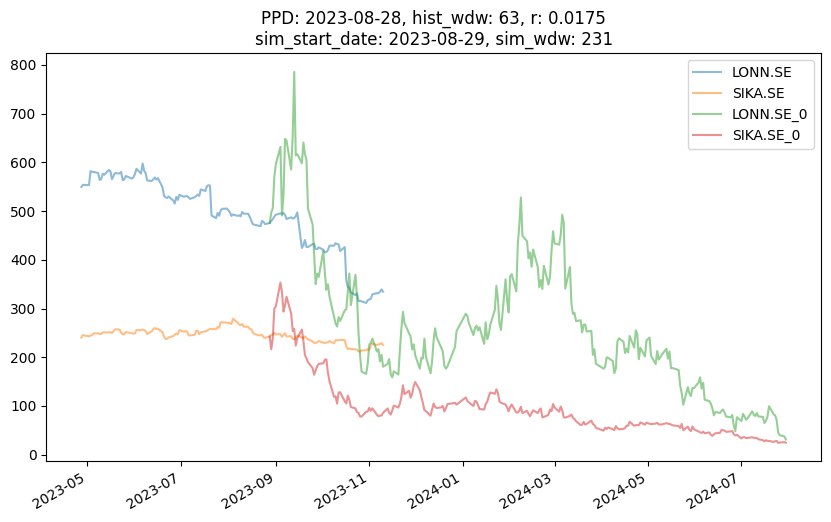 PPD: 2023-08-28, hist_wdw: 63, r: 0.0175
sim_start_date: 2023-08-29, sim_wdw: 231
800
700
600
500
400
300
200
100
0
LONN.SE
SIKA.SE
LONN.SE_0
SIKA.SE_0
2023-05
2023-07
2023-09
2023-11
2024-01
2024-03
2024-05
2024-07